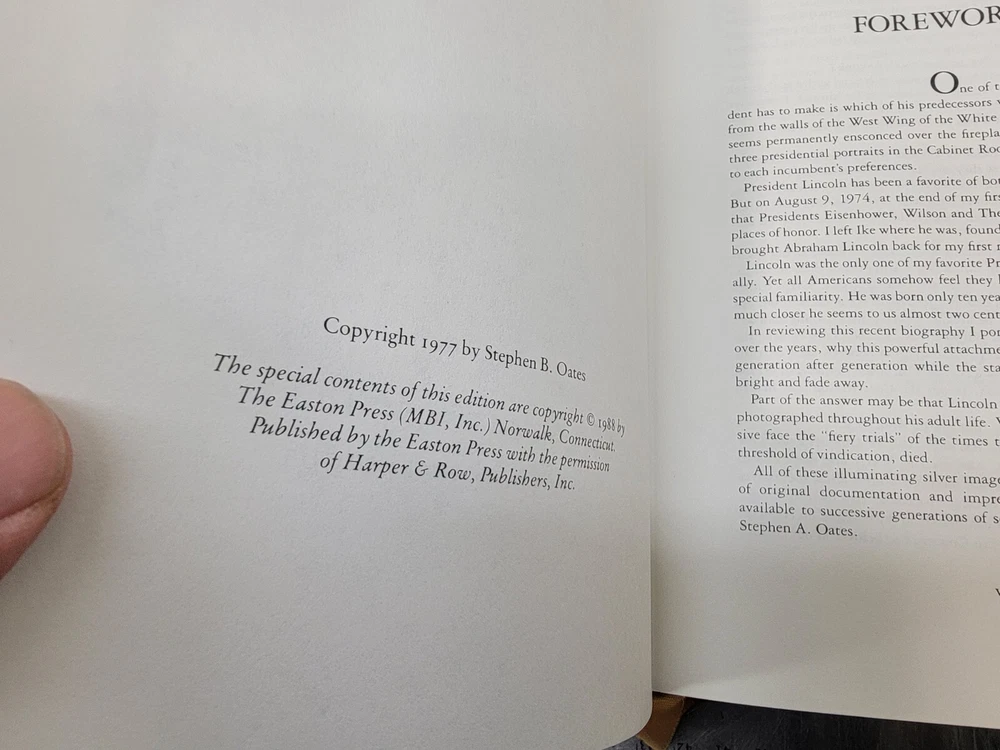 Copyright 1977 by Stephen B. Oates
The special contents of this edition are copyright © 1988 by
The Easton Press (MBI, Inc.) Norwalk, Connecticut.
Published by the Easton Press with the permission
of Harper & Row, Publishers, Inc.
FOREWOR
One of t
dent has to make is which of his predecessors
from the walls of the West Wing of the White
seems permanently ensconced over the firepla
three presidential portraits in the Cabinet Roo
to each incumbent's preferences.
President Lincoln has been a favorite of bot
But on August 9, 1974, at the end of my firs
that Presidents Eisenhower, Wilson and The
places of honor. I left Ike where he was, found
brought Abraham Lincoln back for my first
Lincoln was the only one of my favorite Pr
ally. Yet all Americans somehow feel they
special familiarity. He was born only ten yea
much closer he seems to us almost two cent
In reviewing this recent biography I pon
over the years, why this powerful attachme
generation after generation while the sta
bright and fade away.
Part of the answer may be that Lincoln
photographed throughout his adult life.
sive face the "fiery trials" of the times t
threshold of vindication, died.
All of these illuminating silver image
of original documentation and impre
available to successive generations of s
Stephen A. Oates.